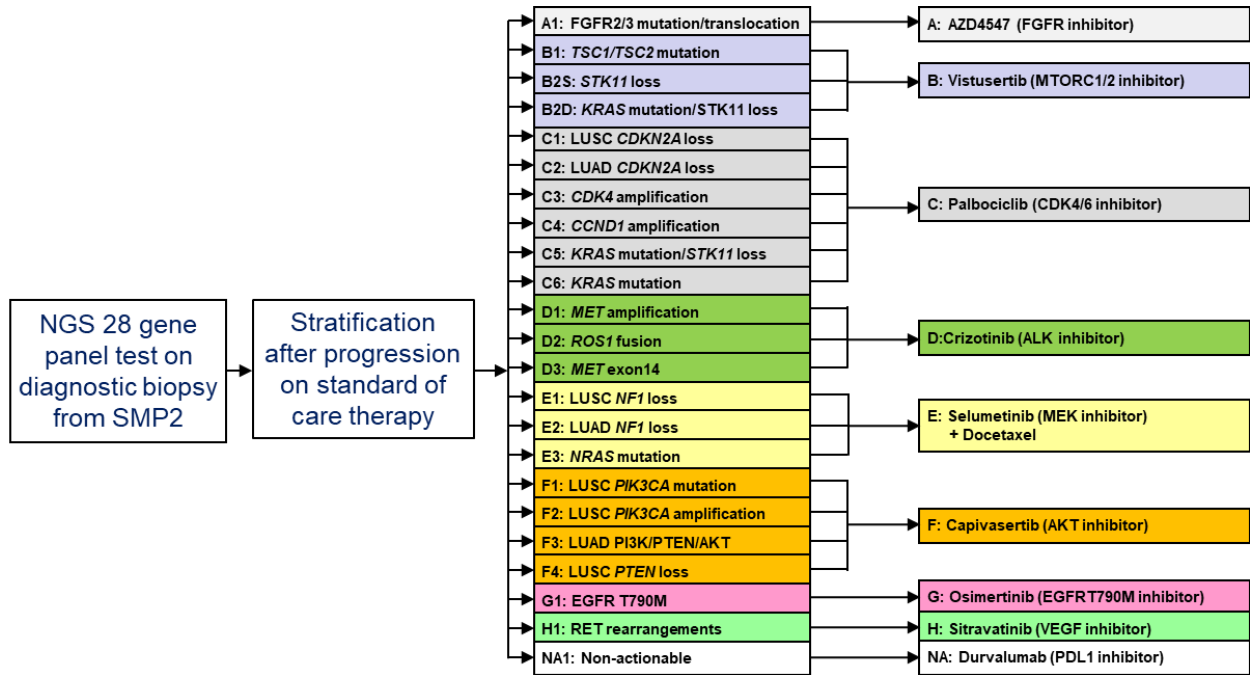 NGS 28 gene
panel test on
diagnostic biopsy
from SMP2
Stratification
after progression
on standard of
care therapy
A1: FGFR2/3 mutation/translocation
B1: TSC1/TSC2 mutation
B2S: STK11 loss
B2D: KRAS mutation/STK11 loss
C1: LUSC CDKN2A loss
C2: LUAD CDKN2A loss
C3: CDK4 amplification
C4: CCND1 amplification
C5: KRAS mutation/STK11 loss
C6: KRAS mutation
D1: MET amplification
D2: ROS1 fusion
D3: MET exon14
E1: LUSC NF1 loss
E2: LUAD NF1 loss
E3: NRAS mutation
F1: LUSC PIK3CA mutation
F2: LUSC PIK3CA amplification
F3: LUAD PI3K/PTEN/AKT
F4: LUSC PTEN loss
G1: EGFR T790M
H1: RET rearrangements
NA1: Non-actionable
A: AZD4547 (FGFR inhibitor)
B: Vistusertib (MTORC1/2 inhibitor)
C: Palbociclib (CDK4/6 inhibitor)
D:Crizotinib (ALK inhibitor)
E: Selumetinib (MEK inhibitor)
+ Docetaxel
F: Capivasertib (AKT inhibitor)
G: Osimertinib (EGFRT790M inhibitor)
H: Sitravatinib (VEGF inhibitor)
NA: Durvalumab (PDL1 inhibitor)